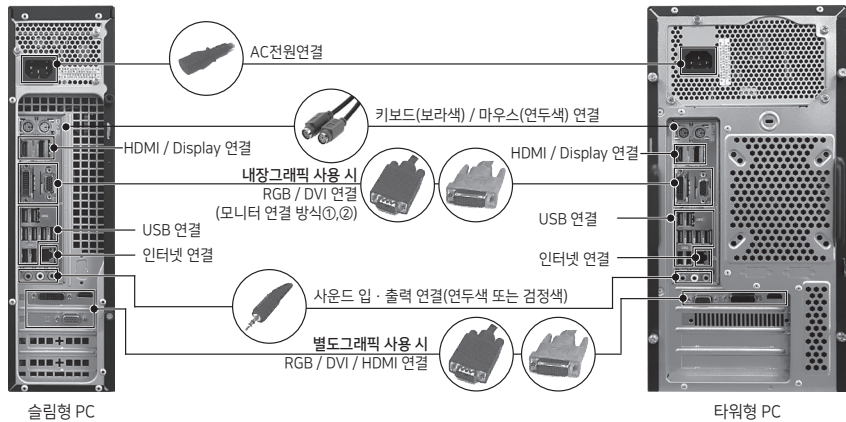 AC전원연결
키보드(보라색) / 마우스(연두색) 연결
HDMI / Display 연결
HDMI / Display 연결
내장그래픽 사용 시
RGB / DVI 연결
(모니터 연결 방식①,②)
USB 연결
USB 연결
인터넷 연결
인터넷 연결
사운드 입 · 출력 연결(연두색 또는 검정색)
별도그래픽 사용 시
RGB / DVI / HDMI 연결
슬림형 PC
타워형 PC